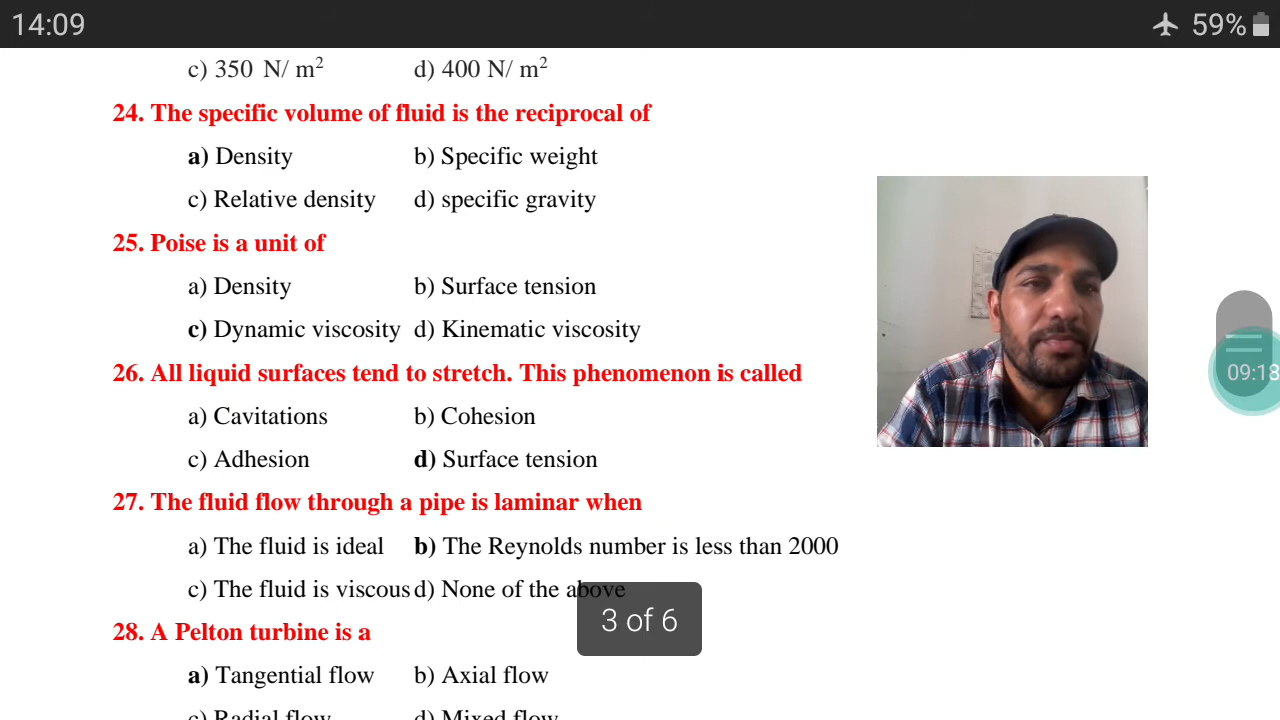 14:09 59%
c) 350 N/ m² d) 400 N/ m²
24. The specific volume of fluid is the reciprocal of
a) Density b) Specific weight
c) Relative density d) specific gravity
25. Poise is a unit of
a) Density b) Surface tension
c) Dynamic viscosity d) Kinematic viscosity
26. All liquid surfaces tend to stretch. This phenomenon is called
a) Cavitations b) Cohesion
c) Adhesion d) Surface tension
27. The fluid flow through a pipe is laminar when
a) The fluid is ideal b) The Reynolds number is less than 2000
c) The fluid is viscous d) None of the above
3 of 6
28. A Pelton turbine is a
a) Tangential flow b) Axial flow
c) Radial flow d) Mixed flow
09:18